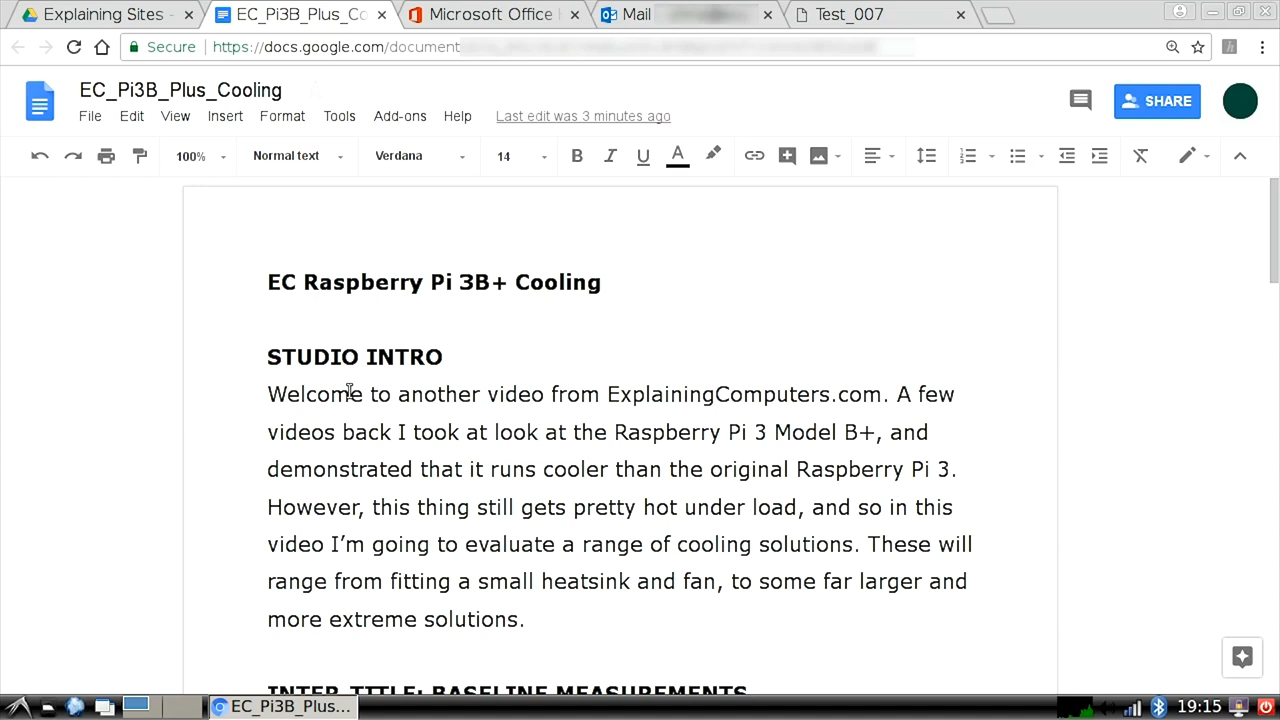 Explaining Sites -
EC_Pi3B_Plus_Co
Microsoft Office
Mail
Test_007
Secure
https://docs.google.com/document
EC_Pi3B_Plus_Cooling
File Edit View Insert Format Tools Add-ons Help Last edit was 3 minutes ago
SHARE
100% Normal text Verdana 14 B I U A
EC Raspberry Pi 3B+ Cooling
STUDIO INTRO
Welcome to another video from ExplainingComputers.com. A few
videos back I took at look at the Raspberry Pi 3 Model B+, and
demonstrated that it runs cooler than the original Raspberry Pi 3.
However, this thing still gets pretty hot under load, and so in this
video I’m going to evaluate a range of cooling solutions. These will
range from fitting a small heatsink and fan, to some far larger and
more extreme solutions.
INTER-TITLE: BASELINE MEASUREMENTS
EC_Pi3B_Plus...
19:15